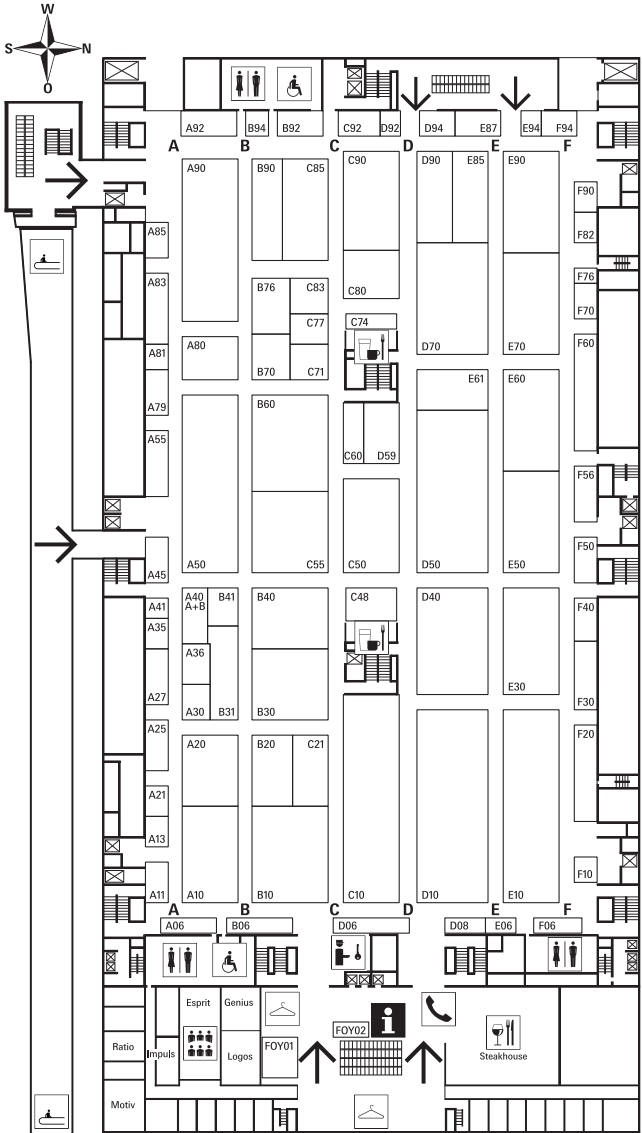 W
S N
O
A92 B94 B92 C92 D92 D94 E87 E94 F94
A B C D E F
A90 B90 C85 C90 D90 E85 E90
F90
A85 F82
A83 B76 C83 C80 F76
C77 C74 F70
A81 A80 D70 E70 F60
B70 C71
A79 B60 E61 E60
A55 C60 D59
F56
A45 A50 C55 C50 D50 E50 F50
A41 A40 B41 B40 C48 D40 F40
A+B
A35
A36
A27 A30 B31 B30 E30 F30
A25 A20 B20 C21 F20
A21
A13
A11 A10 B10 C10 D10 E10 F10
A B C D E F
A06 B06 D06 D08 E06 F06
Esprit Genius
FOY02
Ratio Impuls Logos FOY01 Steakhouse
Motiv